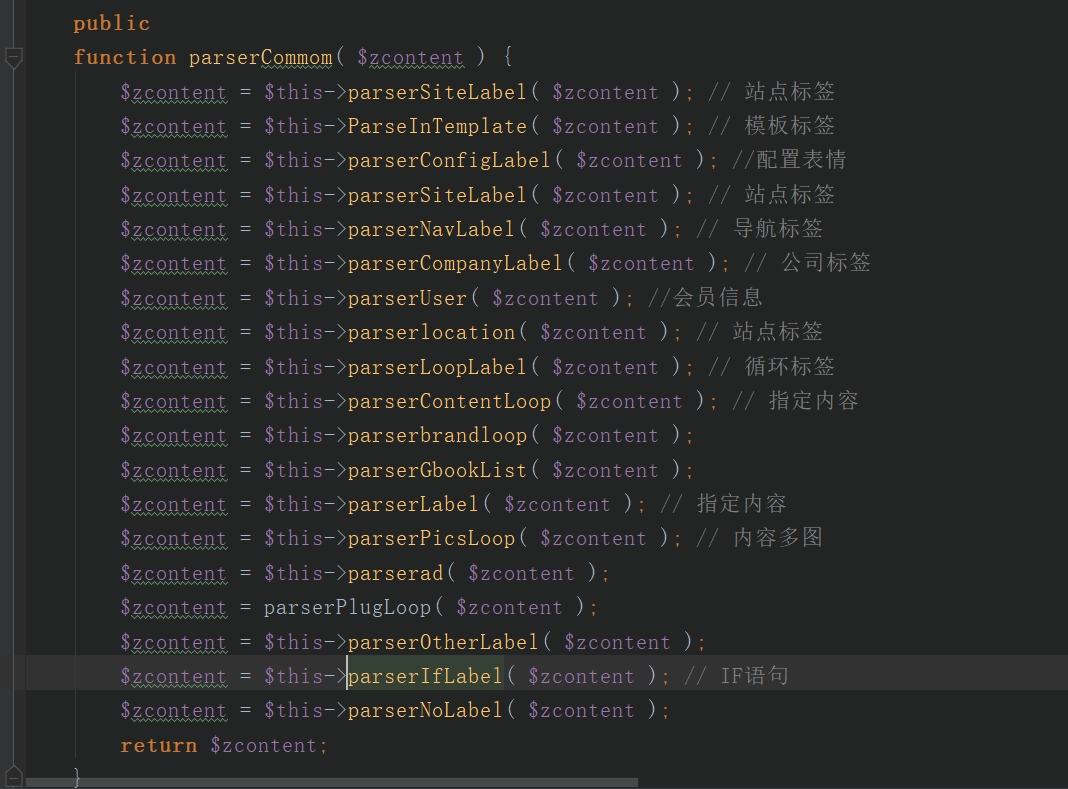 public
function parserCommom( $zcontent ) {
$zcontent = $this->parserSiteLabel( $zcontent ); // 站点标签
$zcontent = $this->ParseInTemplate( $zcontent ); // 模板标签
$zcontent = $this->parserConfigLabel( $zcontent ); //配置表情
$zcontent = $this->parserSiteLabel( $zcontent ); // 站点标签
$zcontent = $this->parserNavLabel( $zcontent ); // 导航标签
$zcontent = $this->parserCompanyLabel( $zcontent ); // 公司标签
$zcontent = $this->parserUser( $zcontent ); //会员信息
$zcontent = $this->parserlocation( $zcontent ); // 站点标签
$zcontent = $this->parserLoopLabel( $zcontent ); // 循环标签
$zcontent = $this->parserContentLoop( $zcontent ); // 指定内容
$zcontent = $this->parserbrandloop( $zcontent );
$zcontent = $this->parserGbookList( $zcontent );
$zcontent = $this->parserLabel( $zcontent ); // 指定内容
$zcontent = $this->parserPicsLoop( $zcontent ); // 内容多图
$zcontent = $this->parserad( $zcontent );
$zcontent = parserPlugLoop( $zcontent );
$zcontent = $this->parserOtherLabel( $zcontent );
$zcontent = $this->parserIfLabel( $zcontent ); // IF语句
$zcontent = $this->parserNoLabel( $zcontent );
return $zcontent;
}